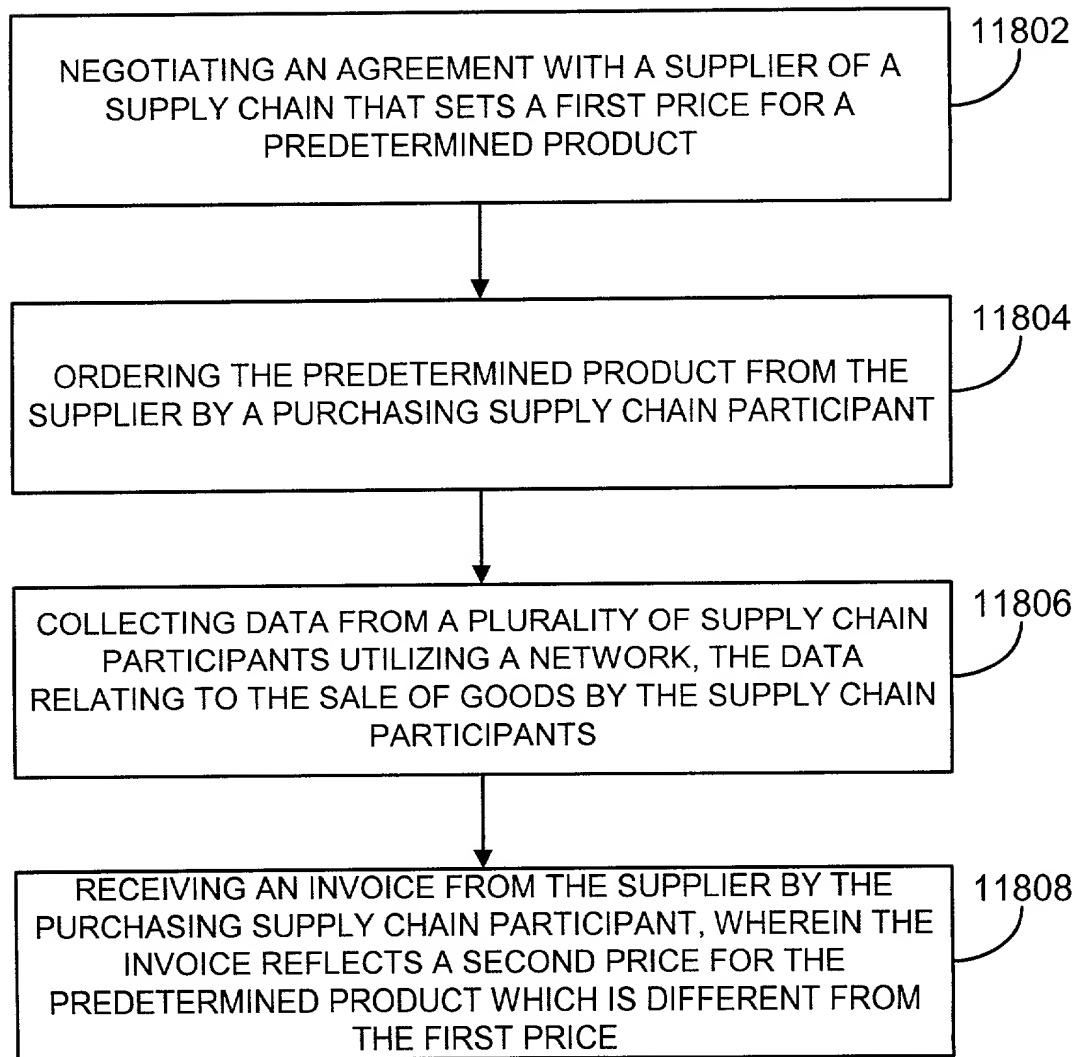 NEGOTIATING AN AGREEMENT WITH A SUPPLIER OF A
SUPPLY CHAIN THAT SETS A FIRST PRICE FOR A
PREDETERMINED PRODUCT
11802
ORDERING THE PREDETERMINED PRODUCT FROM THE
SUPPLIER BY A PURCHASING SUPPLY CHAIN PARTICIPANT
11804
COLLECTING DATA FROM A PLURALITY OF SUPPLY CHAIN
PARTICIPANTS UTILIZING A NETWORK, THE DATA
RELATING TO THE SALE OF GOODS BY THE SUPPLY CHAIN
PARTICIPANTS
11806
RECEIVING AN INVOICE FROM THE SUPPLIER BY THE
PURCHASING SUPPLY CHAIN PARTICIPANT, WHEREIN THE
INVOICE REFLECTS A SECOND PRICE FOR THE
PREDETERMINED PRODUCT WHICH IS DIFFERENT FROM
THE FIRST PRICE
11808